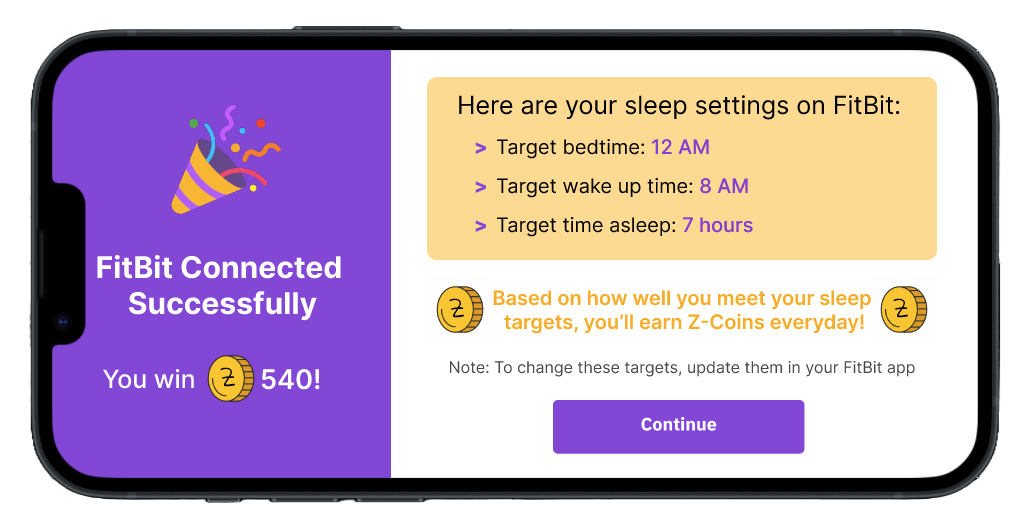 FitBit Connected
Successfully
You win Z 540!
Here are your sleep settings on FitBit:
> Target bedtime: 12 AM
> Target wake up time: 8 AM
> Target time asleep: 7 hours
Z Based on how well you meet your sleep Z
targets, you’ll earn Z-Coins everyday!
Note: To change these targets, update them in your FitBit app
Continue